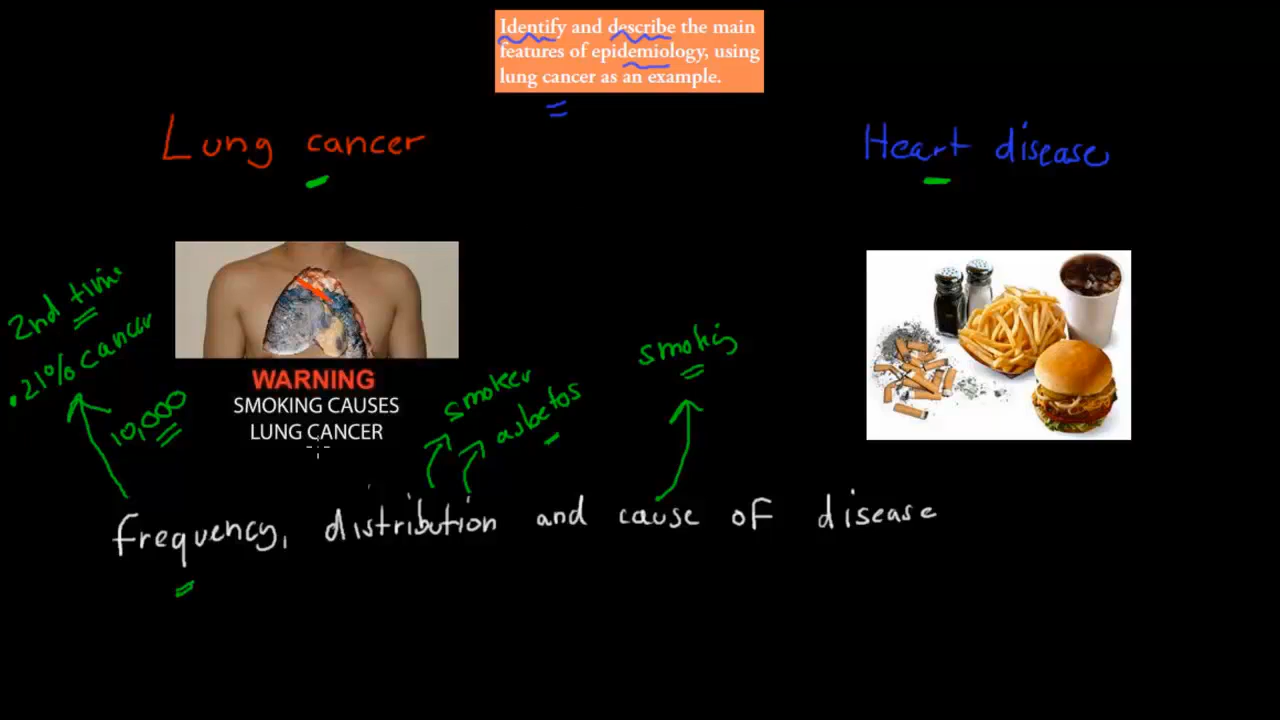 Identify and describe the main
features of epidemiology, using
lung cancer as an example.
Lung cancer
Heart disease
2nd time
.21% cancer
10,000
WARNING
SMOKING CAUSES
LUNG CANCER
smoker
asbetos
smoking
frequency, distribution and cause of disease